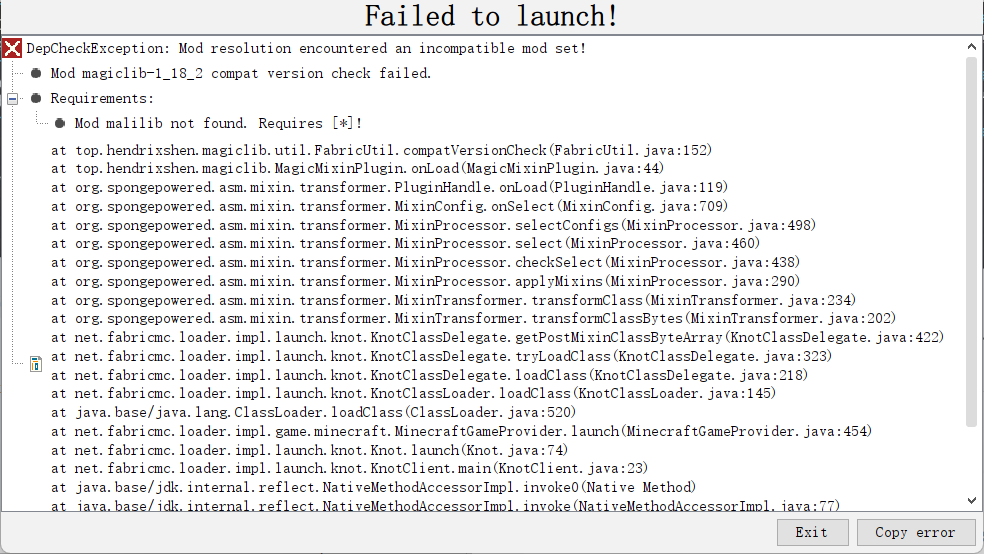 Failed to launch!
DepCheckException: Mod resolution encountered an incompatible mod set!
Mod magiclib-1_18_2 compat version check failed.
Requirements:
Mod malilib not found. Requires [*]!
at top.hendrixshen.magiclib.util.FabricUtil.compatVersionCheck(FabricUtil.java:152)
at top.hendrixshen.magiclib.MagicMixinPlugin.onLoad(MagicMixinPlugin.java:44)
at org.spongepowered.asm.mixin.transformer.PluginHandle.onLoad(PluginHandle.java:119)
at org.spongepowered.asm.mixin.transformer.MixinConfig.onSelect(MixinConfig.java:709)
at org.spongepowered.asm.mixin.transformer.MixinProcessor.selectConfigs(MixinProcessor.java:498)
at org.spongepowered.asm.mixin.transformer.MixinProcessor.select(MixinProcessor.java:460)
at org.spongepowered.asm.mixin.transformer.MixinProcessor.checkSelect(MixinProcessor.java:438)
at org.spongepowered.asm.mixin.transformer.MixinProcessor.applyMixins(MixinProcessor.java:290)
at org.spongepowered.asm.mixin.transformer.MixinTransformer.transformClass(MixinTransformer.java:234)
at org.spongepowered.asm.mixin.transformer.MixinTransformer.transformClassBytes(MixinTransformer.java:202)
at net.fabricmc.loader.impl.launch.knot.KnotClassDelegate.getPostMixinClassByteArray(KnotClassDelegate.java:422)
at net.fabricmc.loader.impl.launch.knot.KnotClassDelegate.tryLoadClass(KnotClassDelegate.java:323)
at net.fabricmc.loader.impl.launch.knot.KnotClassDelegate.loadClass(KnotClassDelegate.java:218)
at net.fabricmc.loader.impl.launch.knot.KnotClassLoader.loadClass(KnotClassLoader.java:145)
at java.base/java.lang.ClassLoader.loadClass(ClassLoader.java:520)
at net.fabricmc.loader.impl.game.minecraft.MinecraftGameProvider.launch(MinecraftGameProvider.java:454)
at net.fabricmc.loader.impl.launch.knot.Knot.launch(Knot.java:74)
at net.fabricmc.loader.impl.launch.knot.KnotClient.main(KnotClient.java:23)
at java.base/jdk.internal.reflect.NativeMethodAccessorImpl.invoke0(Native Method)
at java.base/jdk.internal.reflect.NativeMethodAccessorImpl.invoke(NativeMethodAccessorImpl.java:77)
Exit
Copy error